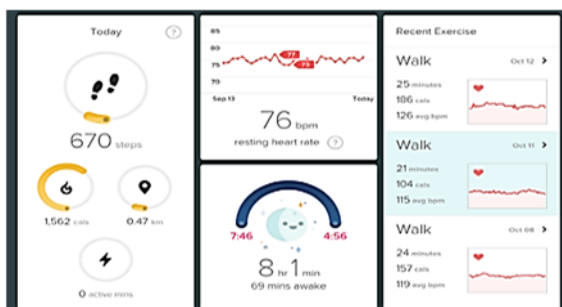 Today
?
670 steps
1,562 cals
0.47 km
0 active mins
85
80
75
70
77
73
Sep 13
Today
76 bpm
resting heart rate ?
7:46
4:56
8 hr 1 min
69 mins awake
Recent Exercise
Walk
Oct 12 >
25 minutes
186 cals
126 avg bpm
Walk
Oct 11 >
21 minutes
104 cals
115 avg bpm
Walk
Oct 08 >
24 minutes
157 cals
119 avg bpm